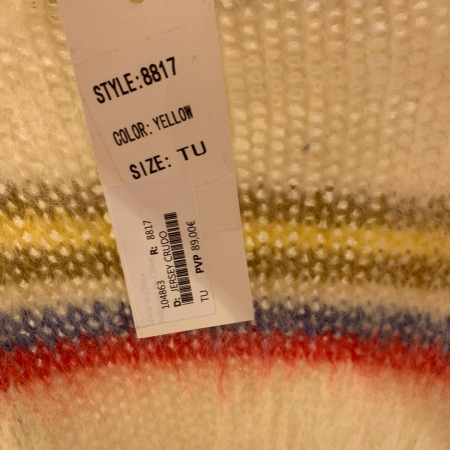 STYLE:8817
COLOR: YELLOW
SIZE: TU
R: 8817
104863
D: JERSEY CRUDO
PVP 89,00€
TU